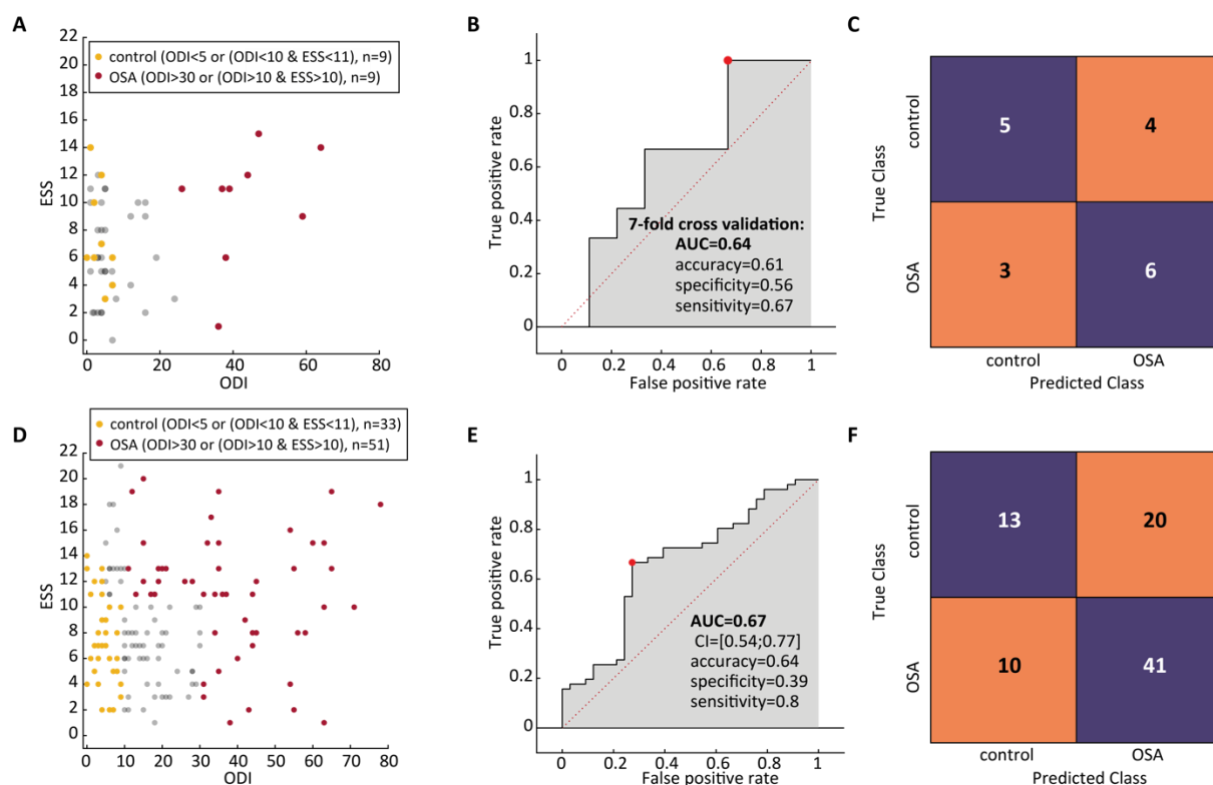 A
22
20
18
16
14
12
10
8
6
4
2
0
ESS
control (ODI<5 or (ODI<10 & ESS<11), n=9)
OSA (ODI>30 or (ODI>10 & ESS>10), n=9)
0 20 40 60 80
ODI
B
1
0.8
0.6
0.4
0.2
0
True positive rate
7-fold cross validation:
AUC=0.64
accuracy=0.61
specificity=0.56
sensitivity=0.67
0 0.2 0.4 0.6 0.8 1
False positive rate
C
True Class
control
OSA
5 4
3 6
control OSA
Predicted Class
D
control (ODI<5 or (ODI<10 & ESS<11), n=33)
OSA (ODI>30 or (ODI>10 & ESS>10), n=51)
22
20
18
16
14
12
10
8
6
4
2
0
ESS
0 10 20 30 40 50 60 70 80
ODI
E
1
0.8
0.6
0.4
0.2
0
True positive rate
AUC=0.67
CI=[0.54;0.77]
accuracy=0.64
specificity=0.39
sensitivity=0.8
0 0.2 0.4 0.6 0.8 1
False positive rate
F
True Class
control
OSA
13 20
10 41
control OSA
Predicted Class